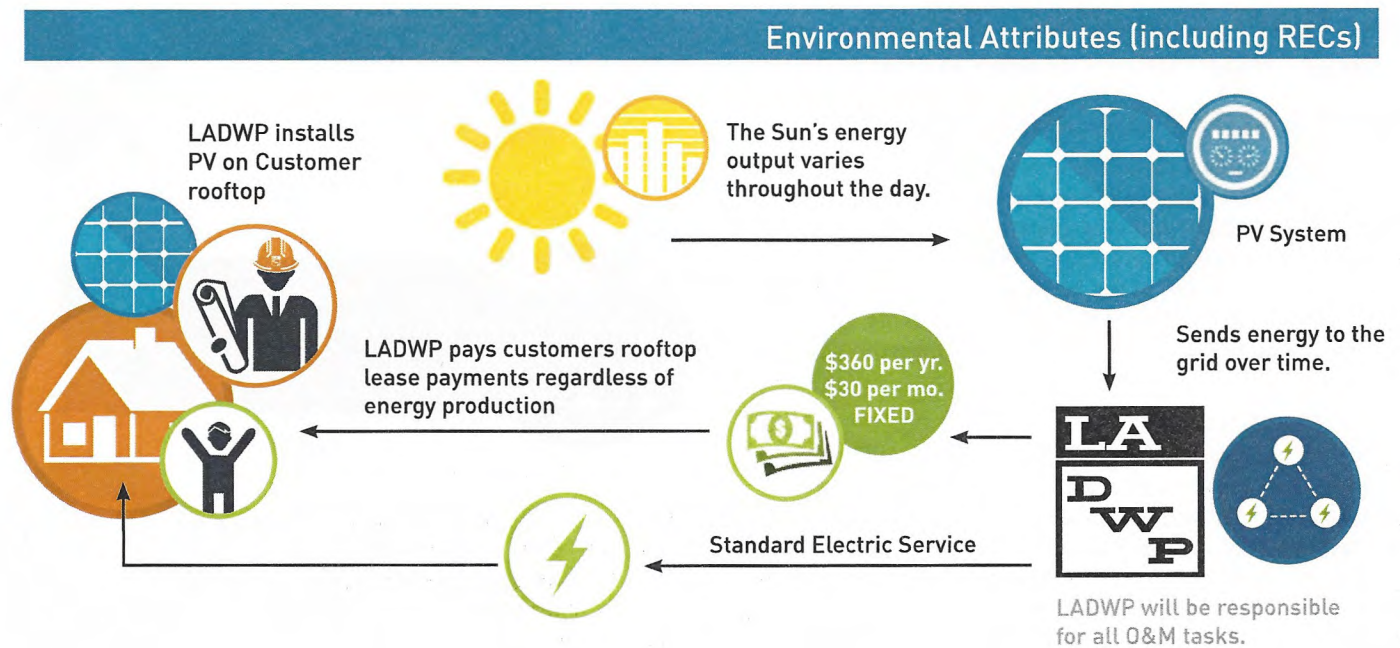 Environmental Attributes (including RECs)
LADWP installs
PV on Customer
rooftop
The Sun's energy
output varies
throughout the day.
PV System
Sends energy to the
grid over time.
LADWP pays customers rooftop
lease payments regardless of
energy production
$360 per yr.
$30 per mo.
FIXED
$
LA
DWP
Standard Electric Service
LADWP will be responsible
for all O&M tasks.